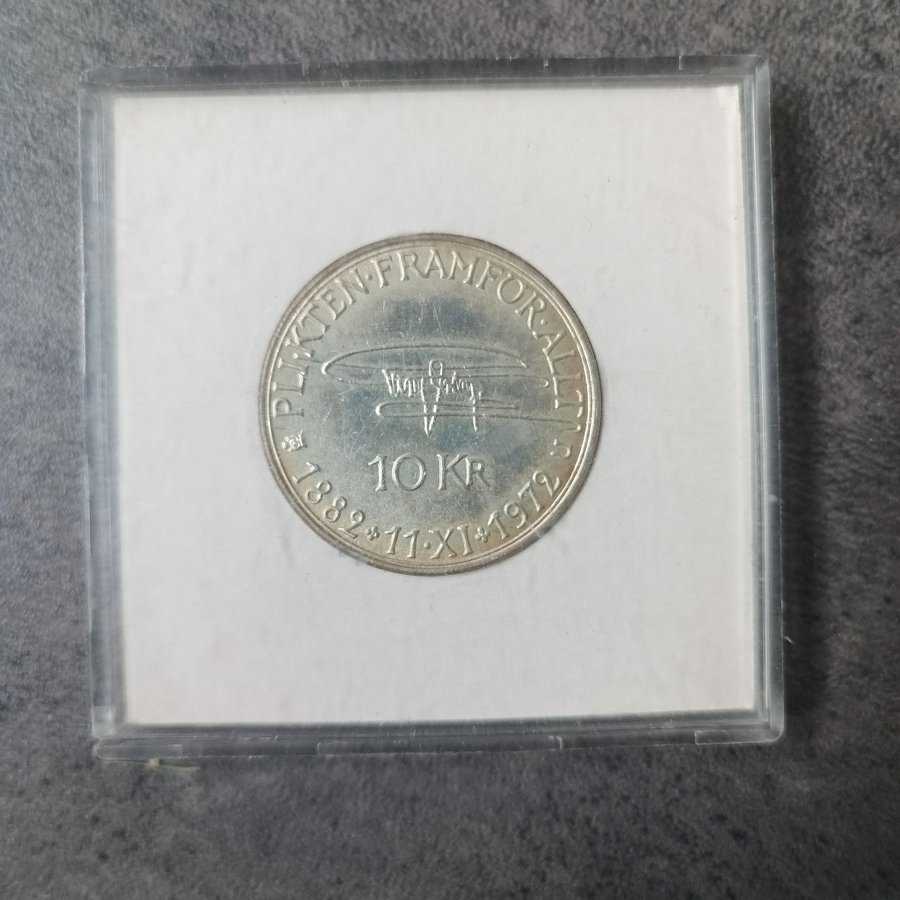 PLIKTEN·FRAMFÖR·ALLT U
10 KR
1882 11·XI 1972